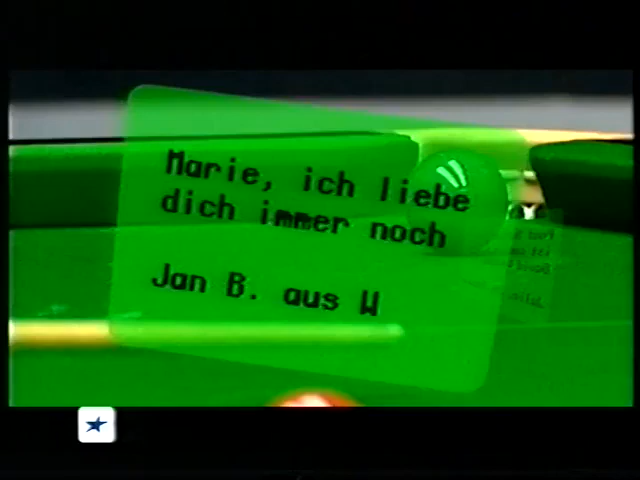 Marie, ich liebe
dich immer noch
Jan B. aus W